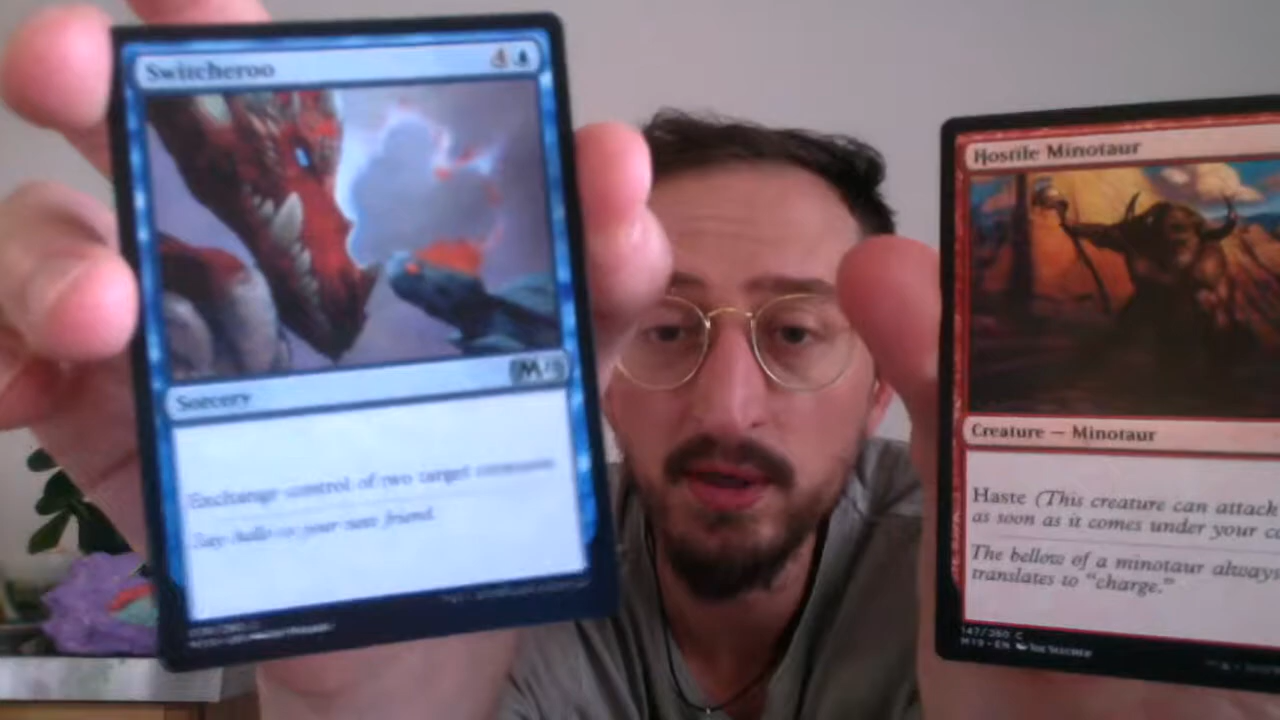 Switcheroo
4
M19
Sorcery
Exchange control of two target creatures
Say hello to your new friend.
Hostile Minotaur
Creature — Minotaur
Haste (This creature can attack
as soon as it comes under your co
The bellow of a minotaur always
translates to “charge.”
147/280 C
M19 • EN